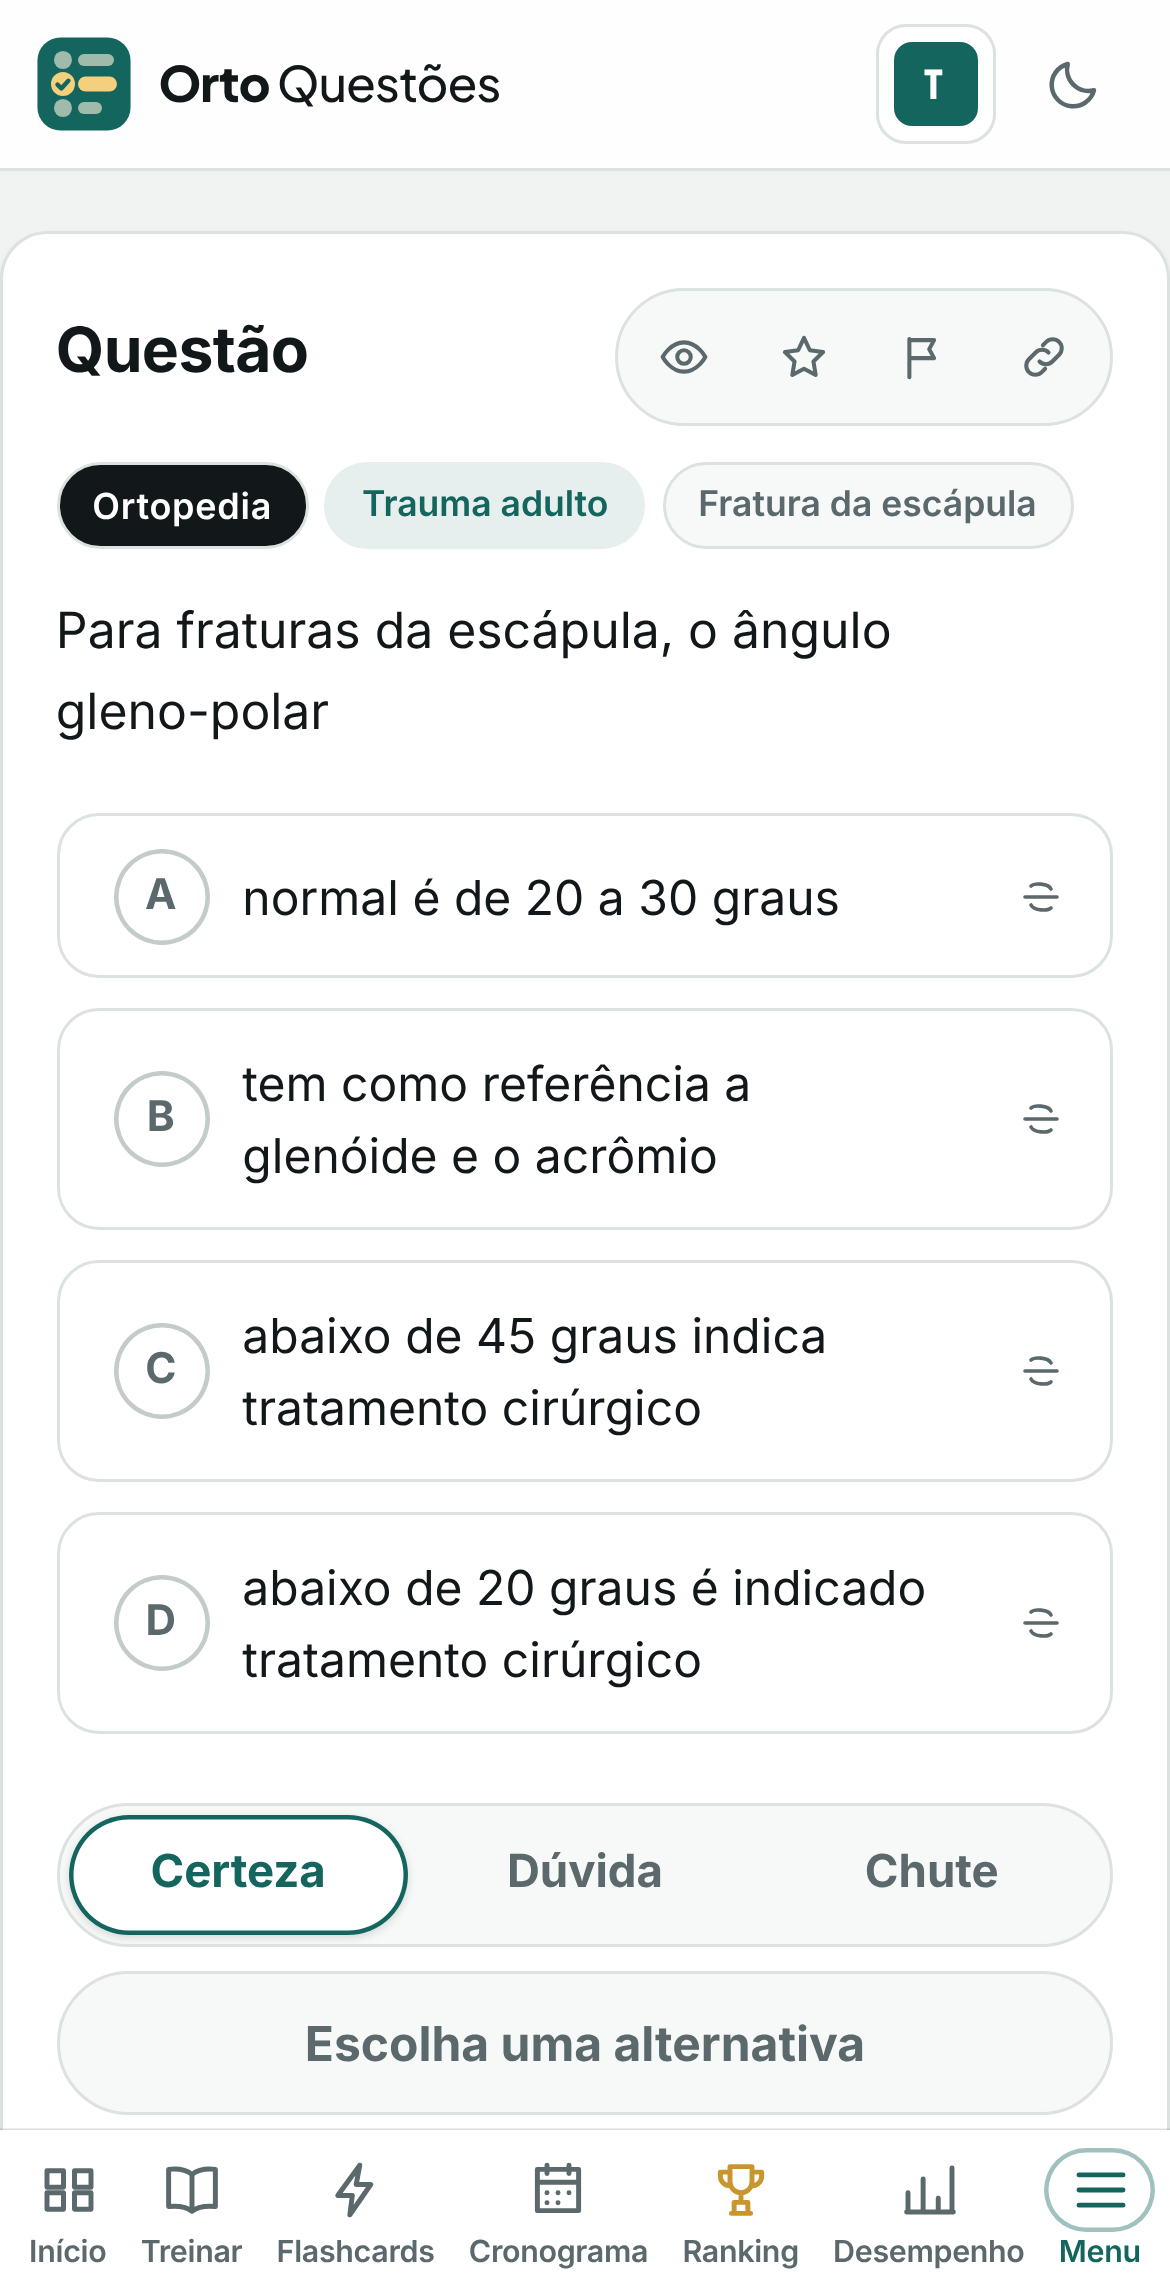 Orto Questões
T
Questão
Ortopedia
Trauma adulto
Fratura da escápula
Para fraturas da escápula, o ângulo
gleno-polar
A
normal é de 20 a 30 graus
B
tem como referência a
glenóide e o acrômio
C
abaixo de 45 graus indica
tratamento cirúrgico
D
abaixo de 20 graus é indicado
tratamento cirúrgico
Certeza
Dúvida
Chute
Escolha uma alternativa
Início
Treinar
Flashcards
Cronograma
Ranking
Desempenho
Menu